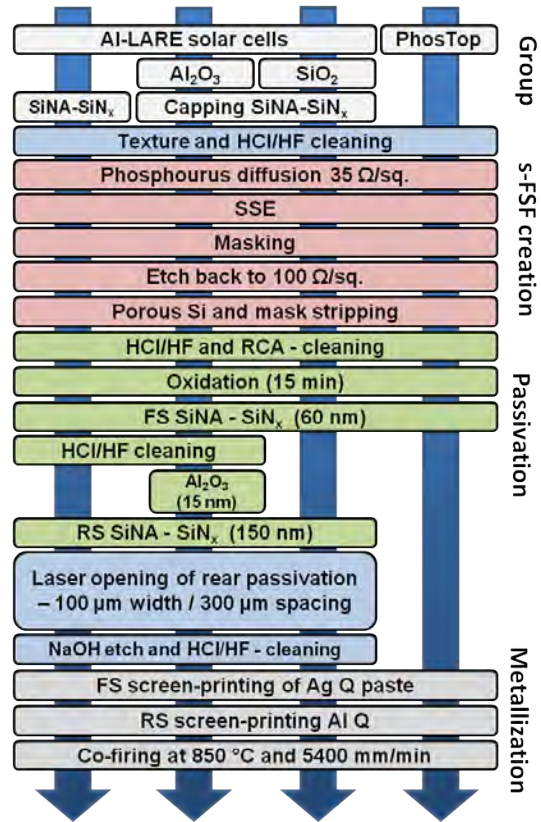 Al-LARE solar cells
PhosTop
Al₂O₃
SiO₂
SiNA-SiNₓ
Capping SiNA-SiNₓ
Group
Texture and HCl/HF cleaning
Phosphourus diffusion 35 Ω/sq.
SSE
Masking
Etch back to 100 Ω/sq.
Porous Si and mask stripping
s-FSF creation
HCl/HF and RCA - cleaning
Oxidation (15 min)
FS SiNA - SiNₓ (60 nm)
HCl/HF cleaning
Al₂O₃
(15 nm)
RS SiNA - SiNₓ (150 nm)
Passivation
Laser opening of rear passivation
– 100 µm width / 300 µm spacing
NaOH etch and HCl/HF - cleaning
FS screen-printing of Ag Q paste
RS screen-printing Al Q
Co-firing at 850 °C and 5400 mm/min
Metallization